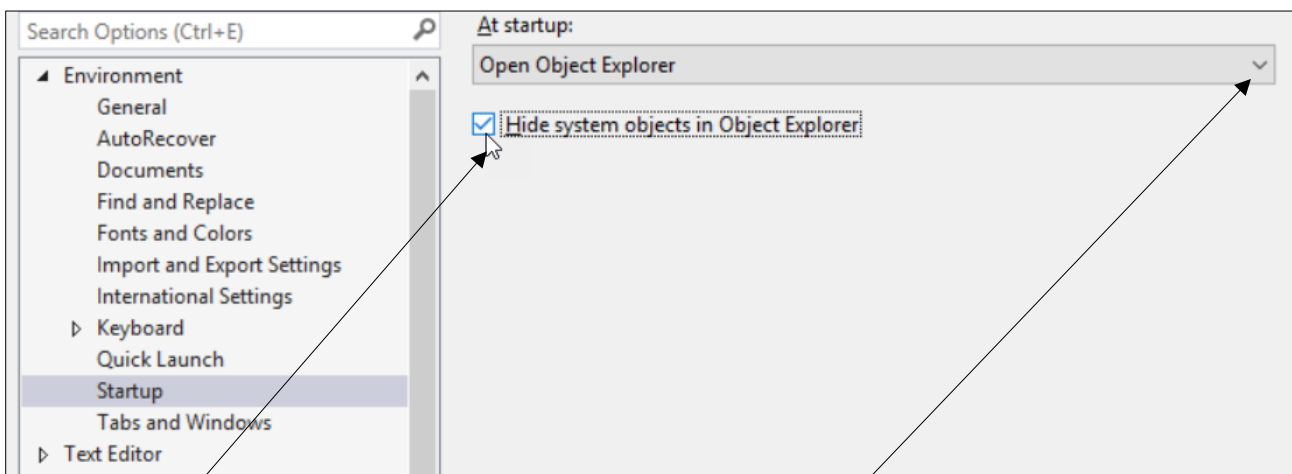 Search Options (Ctrl+E)
Environment
General
AutoRecover
Documents
Find and Replace
Fonts and Colors
Import and Export Settings
International Settings
Keyboard
Quick Launch
Startup
Tabs and Windows
Text Editor
At startup:
Open Object Explorer
Hide system objects in Object Explorer